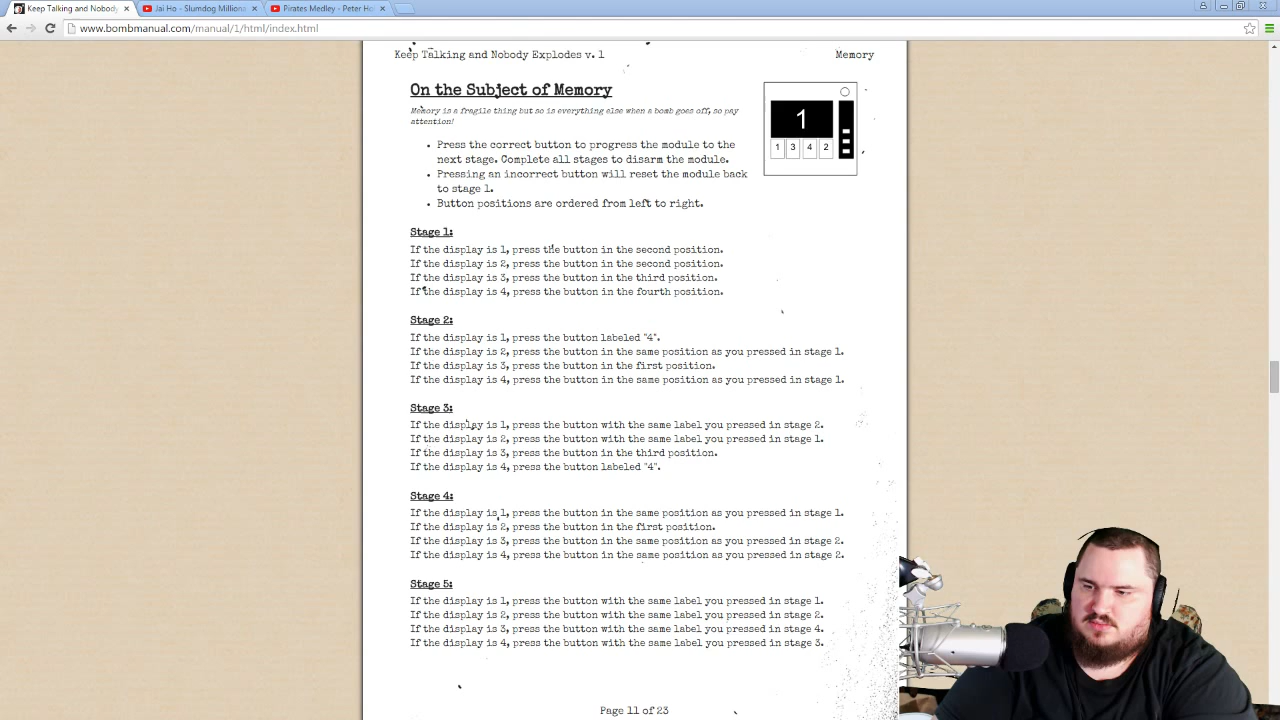 Keep Talking and Nobody
Jai Ho - Slumdog Milliona
Pirates Medley - Peter Ho
www.bombmanual.com/manual/1/html/index.html
Keep Talking and Nobody Explodes v. 1
Memory
On the Subject of Memory
Memory is a fragile thing but so is everything else when a bomb goes off, so pay
attention!
1
1 3 4 2
• Press the correct button to progress the module to the
next stage. Complete all stages to disarm the module.
• Pressing an incorrect button will reset the module back
to stage 1.
• Button positions are ordered from left to right.
Stage 1:
If the display is 1, press the button in the second position.
If the display is 2, press the button in the second position.
If the display is 3, press the button in the third position.
If the display is 4, press the button in the fourth position.
Stage 2:
If the display is 1, press the button labeled "4".
If the display is 2, press the button in the same position as you pressed in stage 1.
If the display is 3, press the button in the first position.
If the display is 4, press the button in the same position as you pressed in stage 1.
Stage 3:
If the display is 1, press the button with the same label you pressed in stage 2.
If the display is 2, press the button with the same label you pressed in stage 1.
If the display is 3, press the button in the third position.
If the display is 4, press the button labeled "4".
Stage 4:
If the display is 1, press the button in the same position as you pressed in stage 1.
If the display is 2, press the button in the first position.
If the display is 3, press the button in the same position as you pressed in stage 2.
If the display is 4, press the button in the same position as you pressed in stage 2.
Stage 5:
If the display is 1, press the button with the same label you pressed in stage 1.
If the display is 2, press the button with the same label you pressed in stage 2.
If the display is 3, press the button with the same label you pressed in stage 4.
If the display is 4, press the button with the same label you pressed in stage 3.
Page 11 of 23